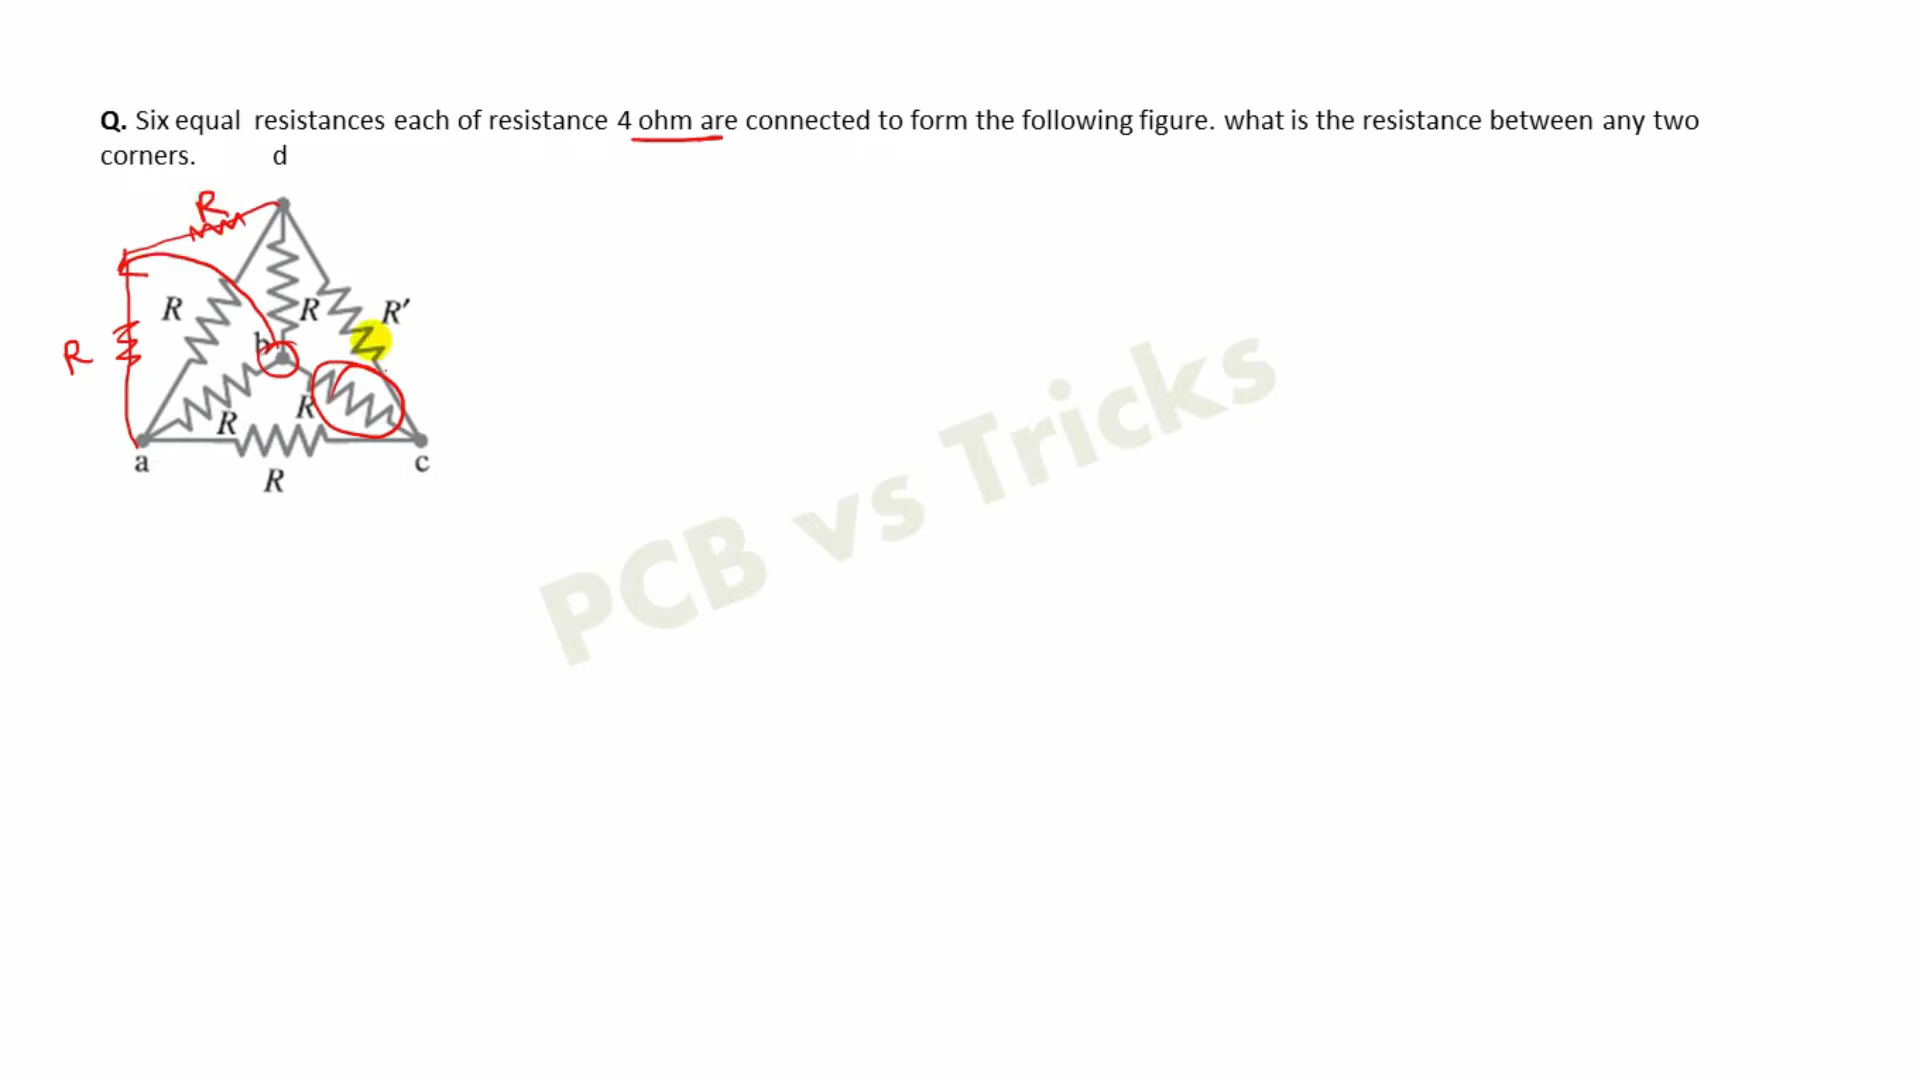 Q. Six equal resistances each of resistance 4 ohm are connected to form the following figure. what is the resistance between any two
corners. d
R
R R R'
b
R
R R
a c
R
PCB vs Tricks